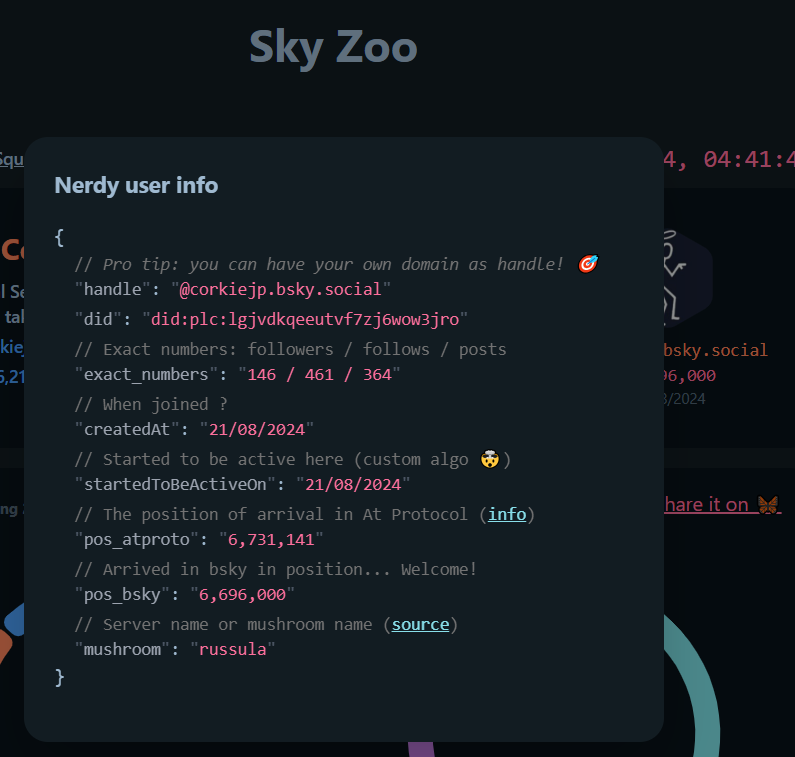 Sky Zoo
Squ
4, 04:41:4
Nerdy user info
{
// Pro tip: you can have your own domain as handle! 🎯
"handle": "@corkiejp.bsky.social"
"did": "did:plc:lgjvdkqeeutvf7zj6wow3jro"
// Exact numbers: followers / follows / posts
"exact_numbers": "146 / 461 / 364"
// When joined ?
"createdAt": "21/08/2024"
// Started to be active here (custom algo 🤯)
"startedToBeActiveOn": "21/08/2024"
// The position of arrival in At Protocol (info)
"pos_atproto": "6,731,141"
// Arrived in bsky in position... Welcome!
"pos_bsky": "6,696,000"
// Server name or mushroom name (source)
"mushroom": "russula"
}
Co
l Se
tal
kie
5,21
ng
bsky.social
96,000
/2024
hare it on 🦋